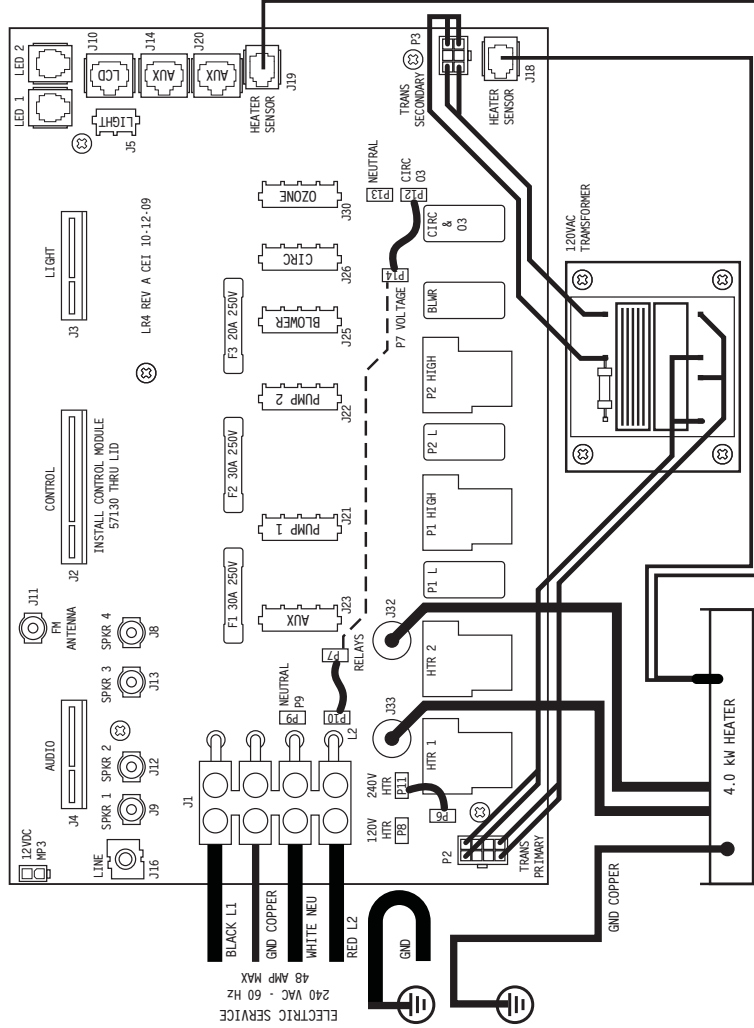 LED 2
LED 1
J10
LCD
J14
AUX
J20
AUX
J19
HEATER
SENSOR
LIGHT
J5
P3
TRANS
SECONDARY
J18
HEATER
SENSOR
LIGHT
J3
LR4 REV A CEI 10-12-09
OZONE
J30
CIRC
J26
BLOWER
J25
F3 20A 250V
PUMP 2
J22
F2 30A 250V
PUMP 1
J21
F1 30A 250V
AUX
J23
NEUTRAL
P13
CIRC
O3
P12
P14
P7 VOLTAGE
CIRC
&
O3
BLWR
P2 HIGH
P2 L
P1 HIGH
P1 L
HTR 2
HTR 1
120VAC
TRAMSFORMER
CONTROL
J2
INSTALL CONTROL MODULE
57130 THRU LID
J11
FM
ANTENNA
SPKR 4
J8
SPKR 3
J13
SPKR 2
J12
SPKR 1
J9
AUDIO
J4
12VDC
MP3
LINE
J16
P7
RELAYS
NEUTRAL
P9
P9
P10
L2
J1
J32
J33
240V
HTR
P11
120V
HTR
P8
P6
P2
TRANS
PRIMARY
4.0 kW HEATER
BLACK L1
GND COPPER
WHITE NEU
RED L2
GND
GND COPPER
ELECTRIC SERVICE
240 VAC - 60 Hz
48 AMP MAX